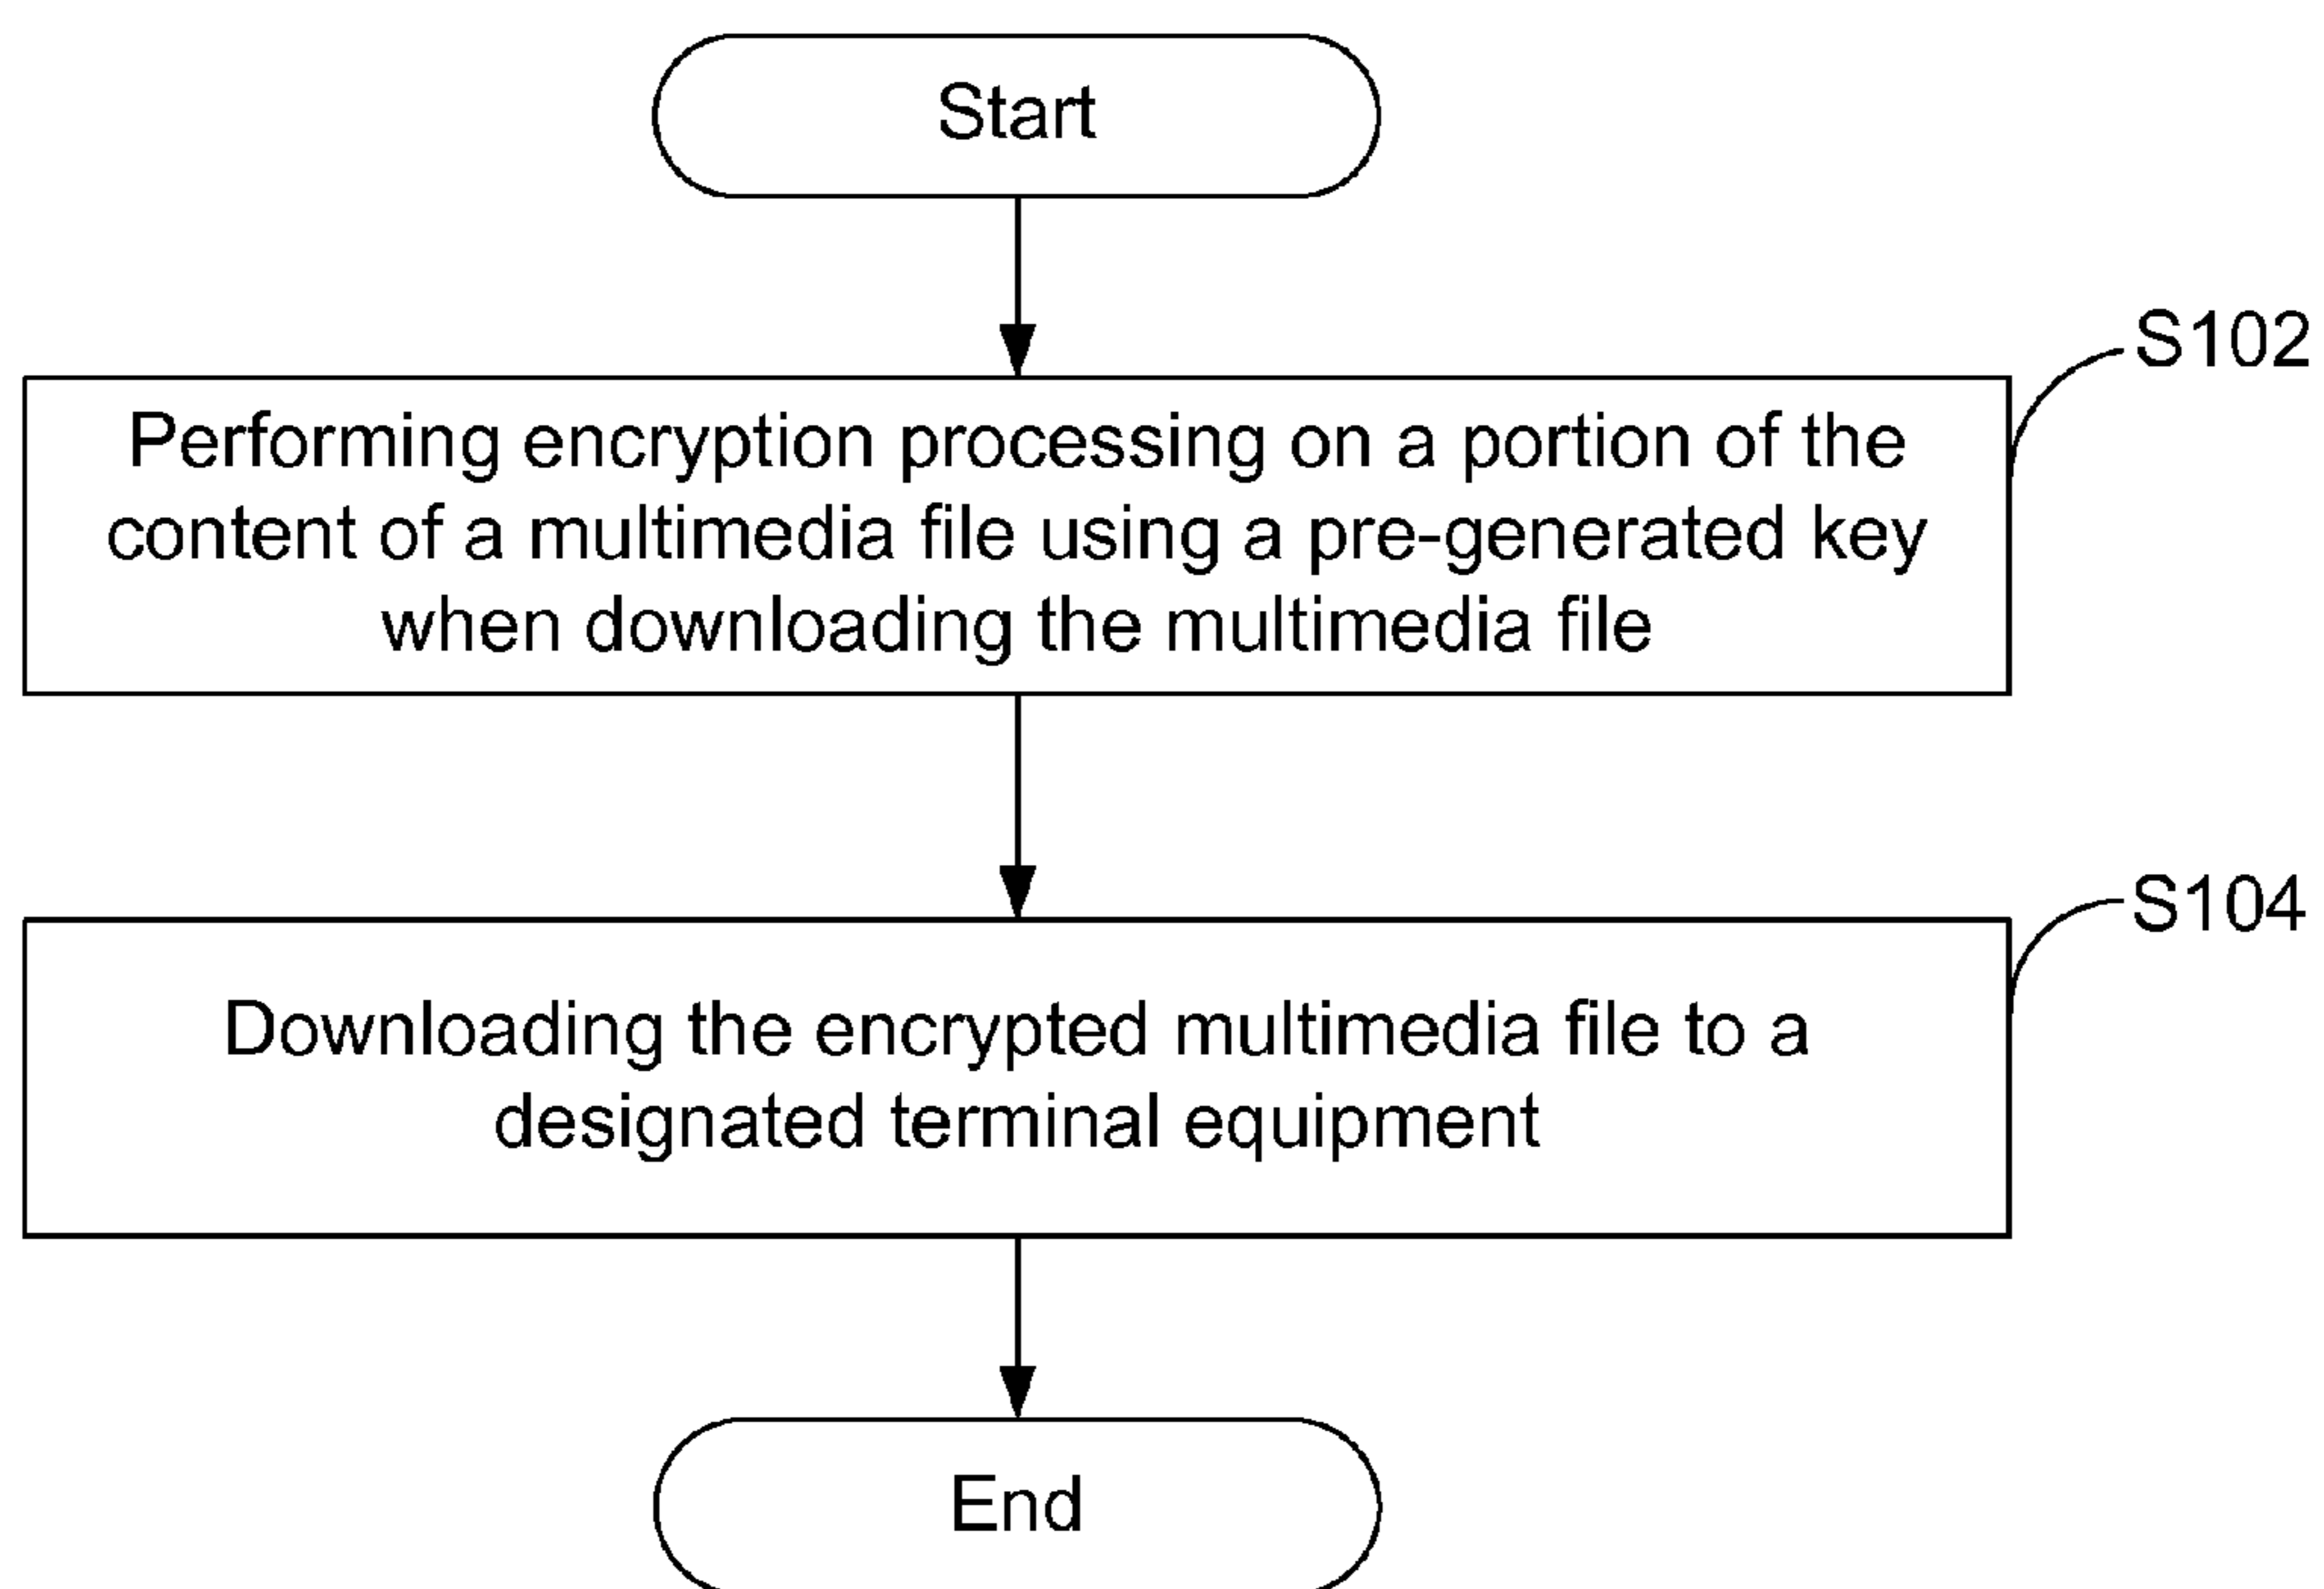 Start
S102
Performing encryption processing on a portion of the
content of a multimedia file using a pre-generated key
when downloading the multimedia file
S104
Downloading the encrypted multimedia file to a
designated terminal equipment
End